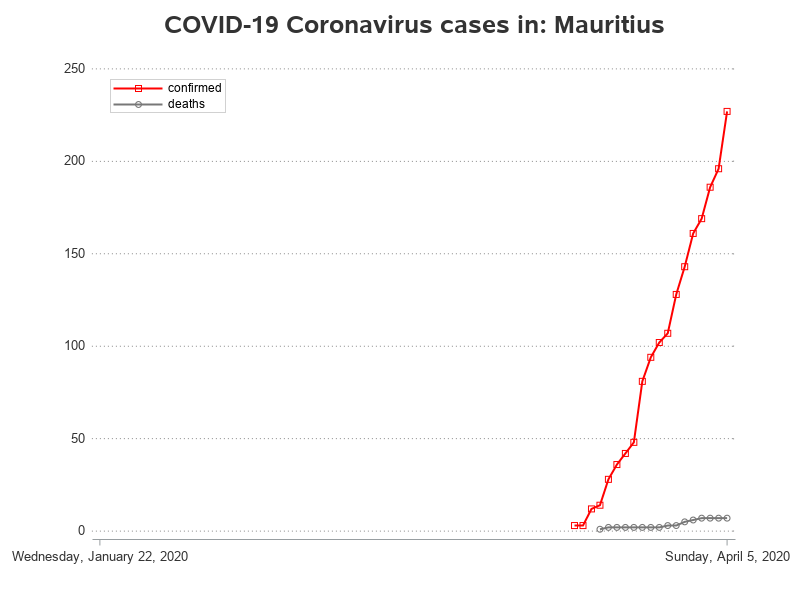 COVID-19 Coronavirus cases in: Mauritius
250
confirmed
deaths
200
150
100
50
0
Wednesday, January 22, 2020
Sunday, April 5, 2020